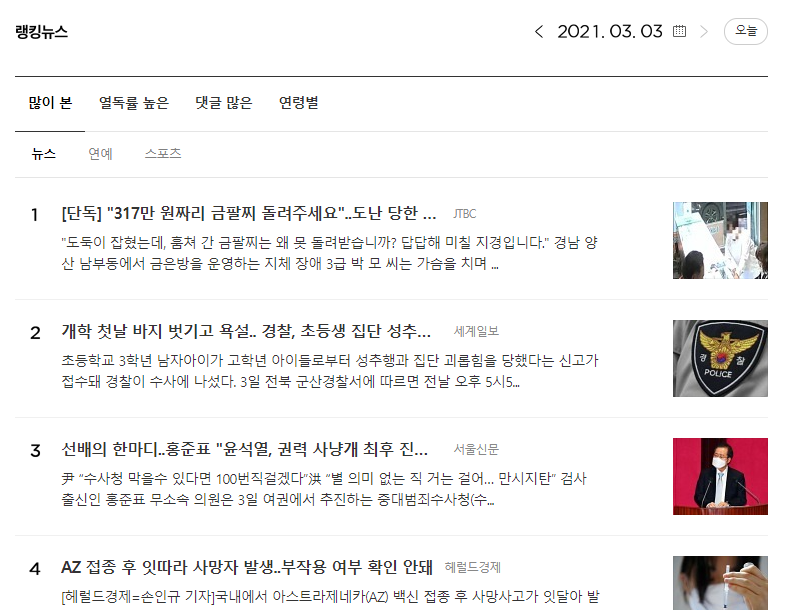 랭킹뉴스
2021. 03. 03
오늘
많이 본 열독률 높은 댓글 많은 연령별
뉴스 연예 스포츠
1 [단독] "317만 원짜리 금팔찌 돌려주세요"..도난 당한 ... JTBC
"도둑이 잡혔는데, 훔쳐 간 금팔찌는 왜 못 돌려받습니까? 답답해 미칠 지경입니다." 경남 양
산 남부동에서 금은방을 운영하는 지체 장애 3급 박 모 씨는 가슴을 치며 ...
2 개학 첫날 바지 벗기고 욕설.. 경찰, 초등생 집단 성추... 세계일보
초등학교 3학년 남자아이가 고학년 아이들로부터 성추행과 집단 괴롭힘을 당했다는 신고가
접수돼 경찰이 수사에 나섰다. 3일 전북 군산경찰서에 따르면 전날 오후 5시5...
경찰
POLICE
3 선배의 한마디..홍준표 "윤석열, 권력 사냥개 최후 진... 서울신문
尹 “수사청 막을수 있다면 100번직걸겠다”洪 “별 의미 없는 직 거는 걸어… 만시지탄” 검사
출신인 홍준표 무소속 의원은 3일 여권에서 추진하는 중대범죄수사청(수...
4 AZ 접종 후 잇따라 사망자 발생..부작용 여부 확인 안돼 헤럴드경제
[헤럴드경제=손인규 기자]국내에서 아스트라제네카(AZ) 백신 접종 후 사망사고가 잇달아 발